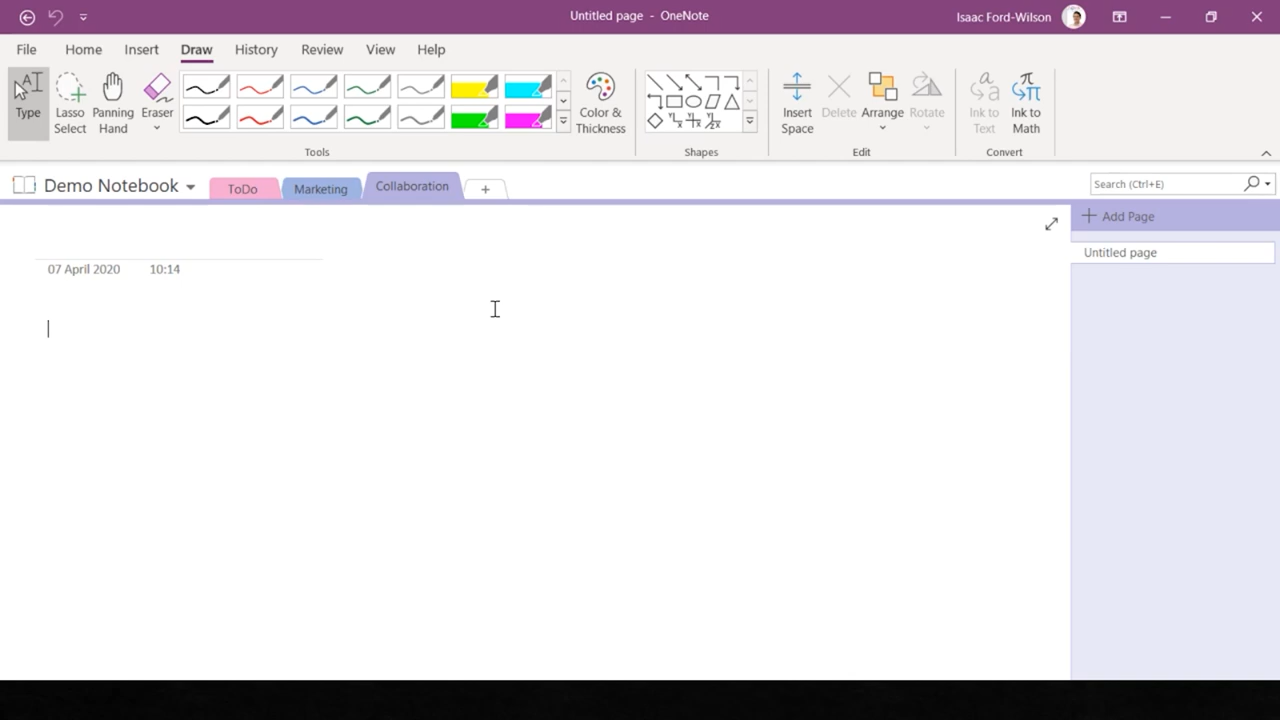 Untitled page - OneNote
Isaac Ford-Wilson
File Home Insert Draw History Review View Help
Type
Lasso Select
Panning Hand
Eraser
Color & Thickness
Insert Space
Delete
Arrange
Rotate
Ink to Text
Ink to Math
Tools
Shapes
Edit
Convert
Demo Notebook
ToDo
Marketing
Collaboration
Search (Ctrl+E)
Add Page
Untitled page
07 April 2020 10:14